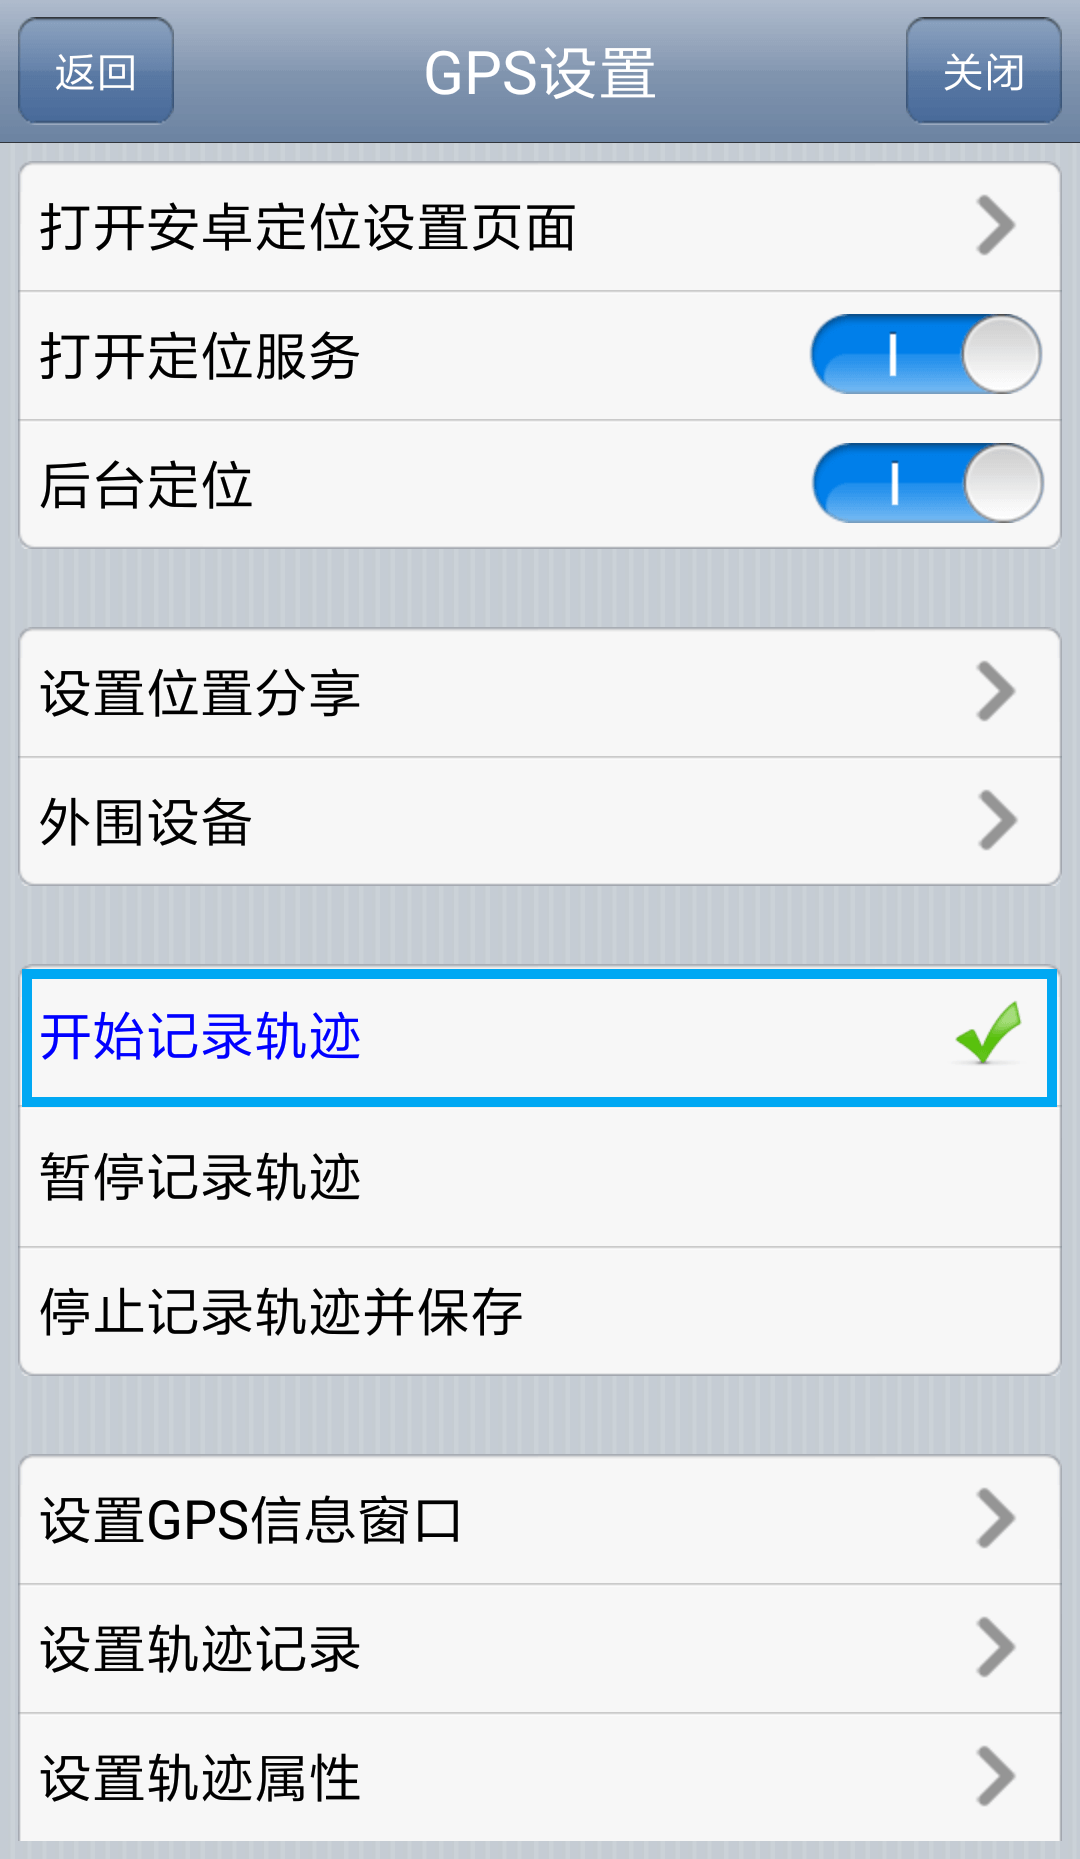 返回
GPS设置
关闭
打开安卓定位设置页面
打开定位服务
后台定位
设置位置分享
外围设备
开始记录轨迹
暂停记录轨迹
停止记录轨迹并保存
设置GPS信息窗口
设置轨迹记录
设置轨迹属性